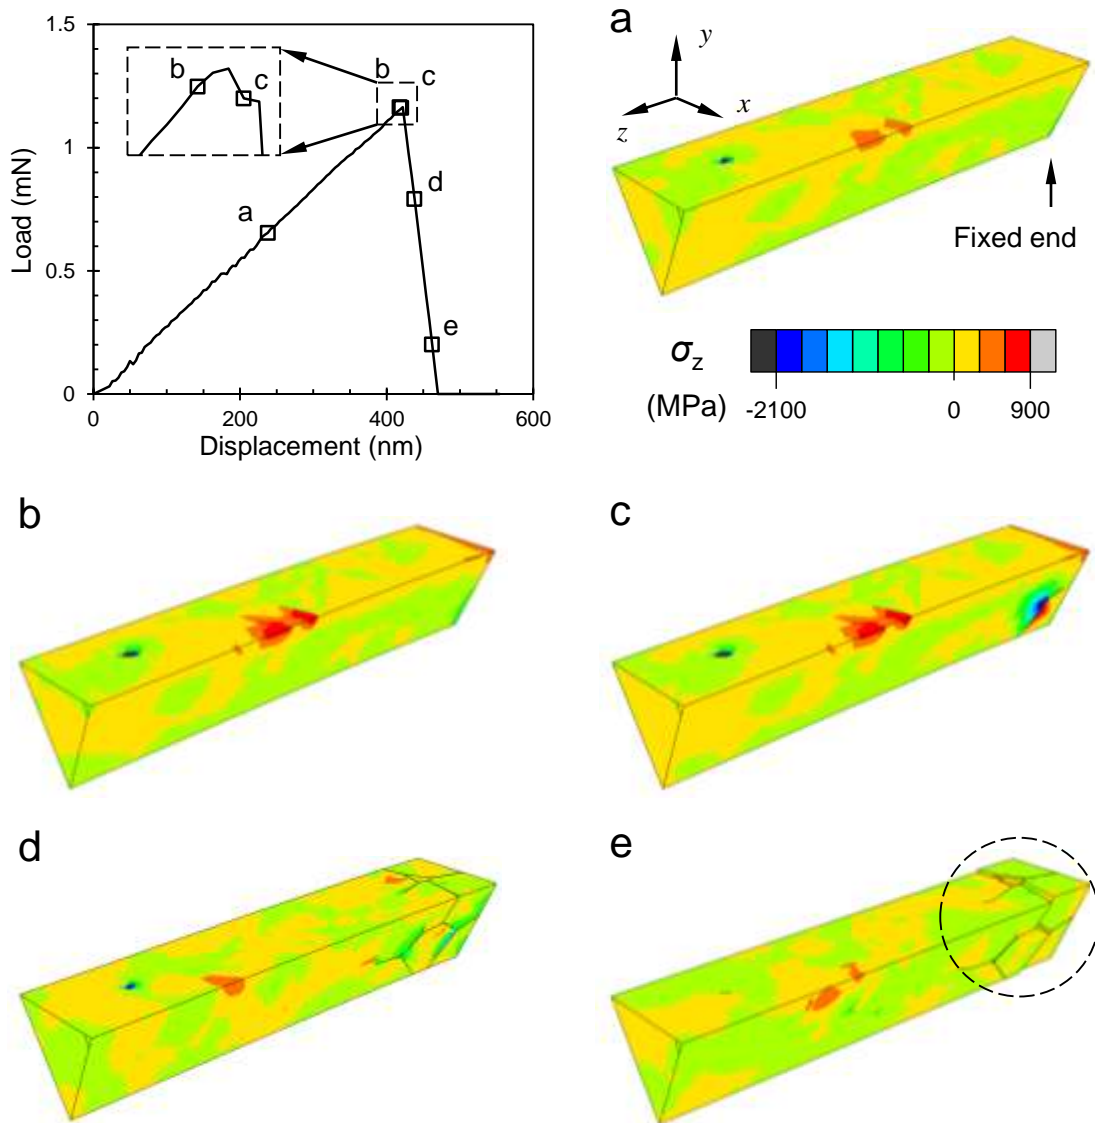 1.5
1
0.5
0
0
200
400
600
Load (mN)
Displacement (nm)
b
c
b
c
a
d
e
a
y
x
z
Fixed end
σz
(MPa)
-2100
0
900
b
c
d
e